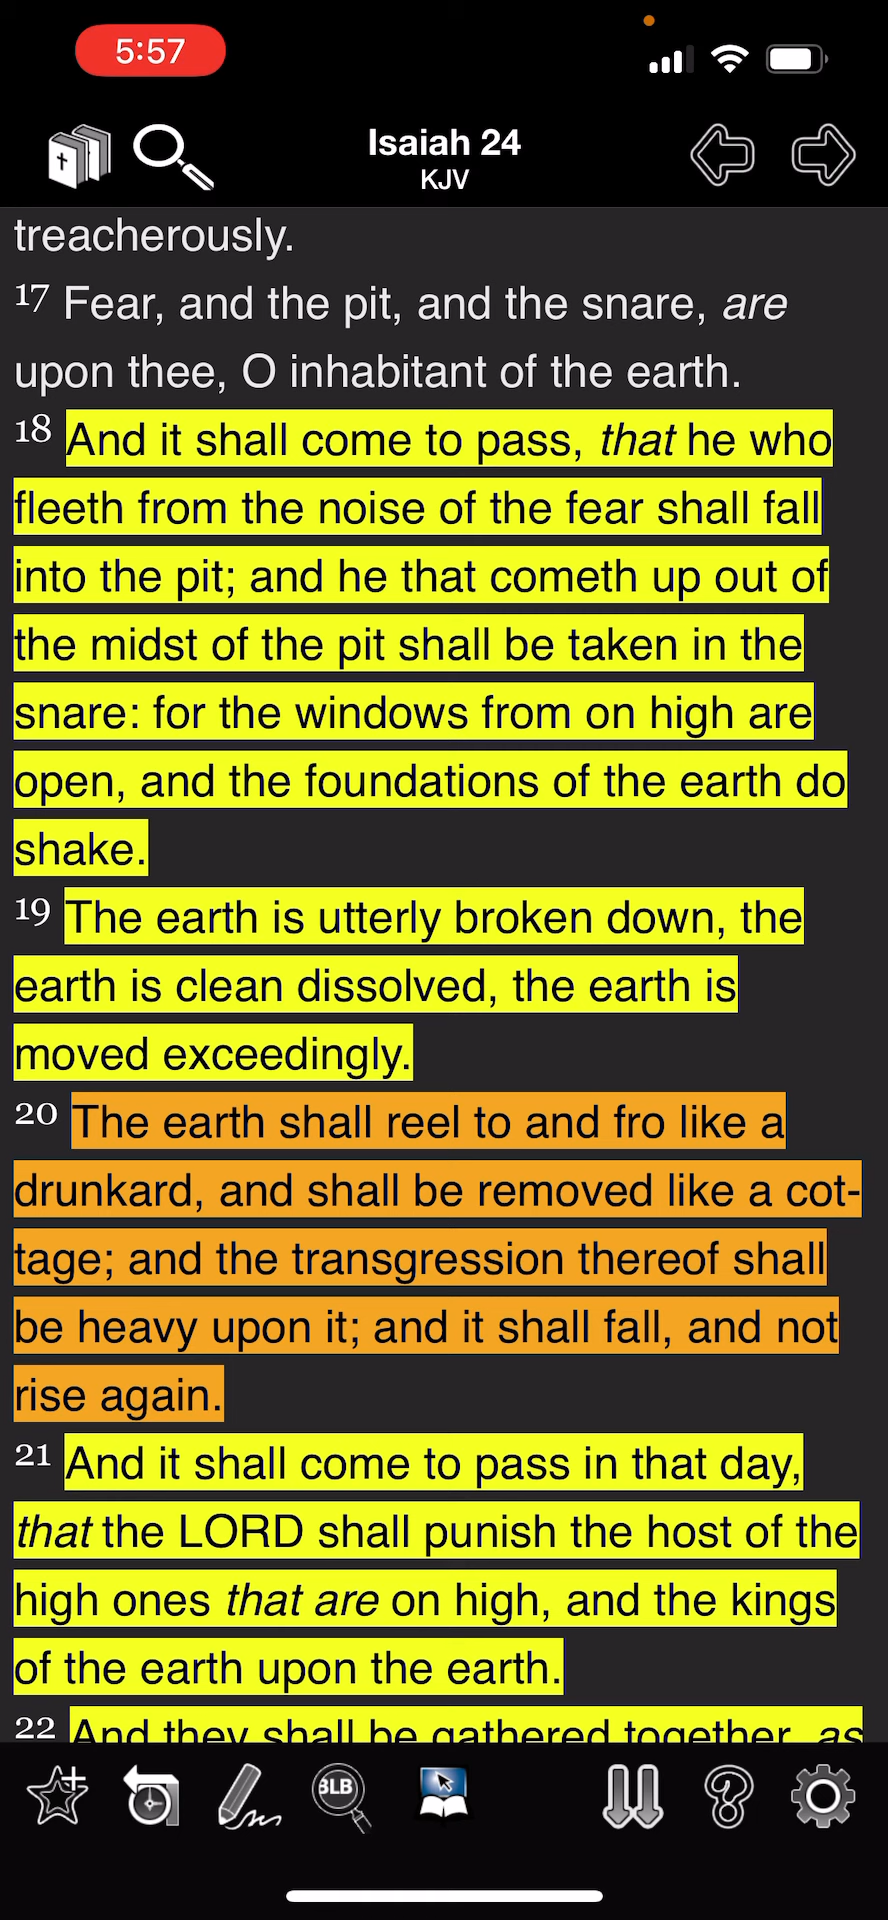 5:57
Isaiah 24
KJV
treacherously.
17 Fear, and the pit, and the snare, are
upon thee, O inhabitant of the earth.
18 And it shall come to pass, that he who
fleeth from the noise of the fear shall fall
into the pit; and he that cometh up out of
the midst of the pit shall be taken in the
snare: for the windows from on high are
open, and the foundations of the earth do
shake.
19 The earth is utterly broken down, the
earth is clean dissolved, the earth is
moved exceedingly.
20 The earth shall reel to and fro like a
drunkard, and shall be removed like a cot-
tage; and the transgression thereof shall
be heavy upon it; and it shall fall, and not
rise again.
21 And it shall come to pass in that day,
that the LORD shall punish the host of the
high ones that are on high, and the kings
of the earth upon the earth.
22 And they shall be gathered together, as
BLB